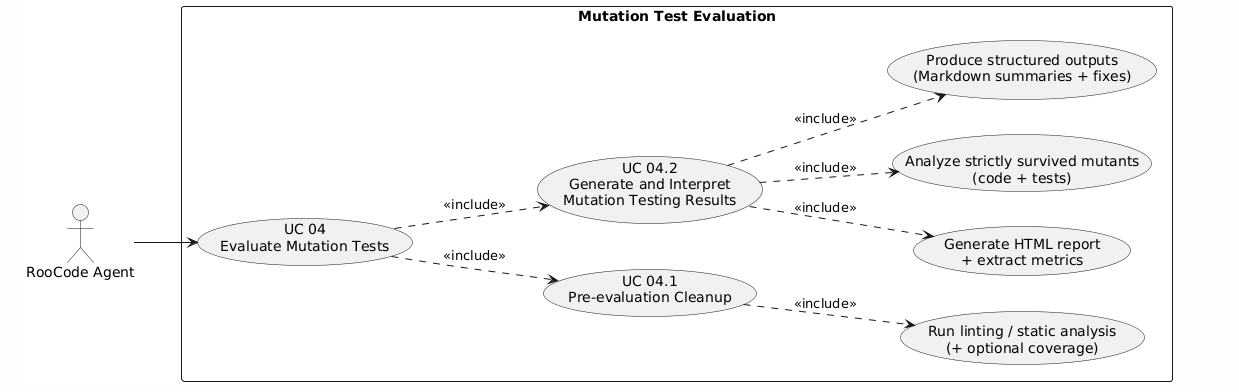 Mutation Test Evaluation
Produce structured outputs
(Markdown summaries + fixes)
«include»
UC 04.2
Generate and Interpret
Mutation Testing Results
«include»
Analyze strictly survived mutants
(code + tests)
«include»
«include»
UC 04
Evaluate Mutation Tests
RooCode Agent
Generate HTML report
+ extract metrics
«include»
UC 04.1
Pre-evaluation Cleanup
«include»
Run linting / static analysis
(+ optional coverage)